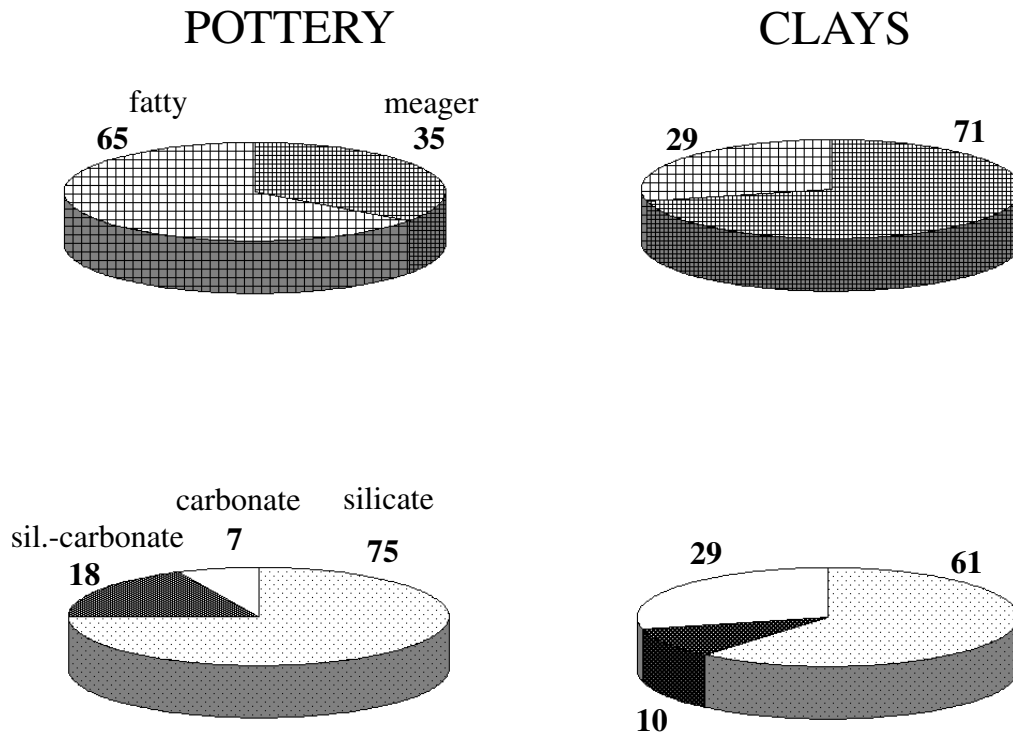 POTTERY
CLAYS
fatty
meager
65
35
29
71
carbonate
silicate
sil.-carbonate
7
75
18
29
61
10